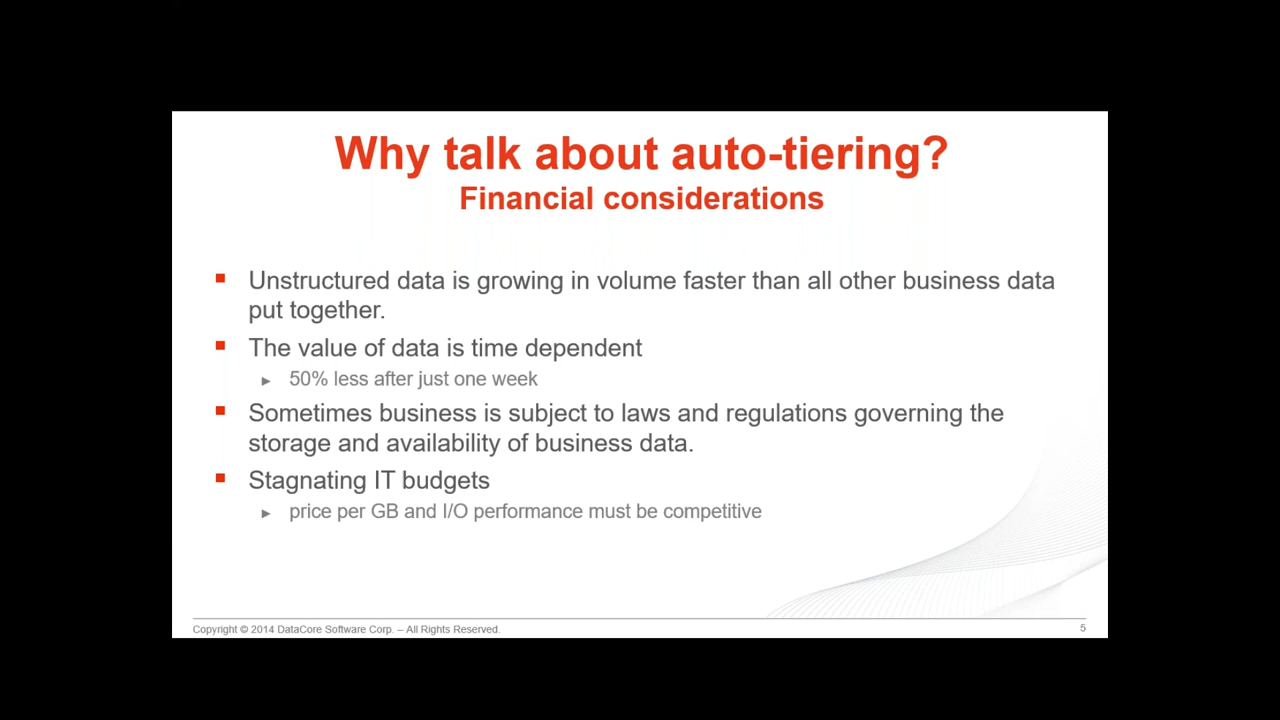 Why talk about auto-tiering?
Financial considerations
Unstructured data is growing in volume faster than all other business data
put together.
The value of data is time dependent
50% less after just one week
Sometimes business is subject to laws and regulations governing the
storage and availability of business data.
Stagnating IT budgets
price per GB and I/O performance must be competitive
Copyright © 2014 DataCore Software Corp. – All Rights Reserved.
5